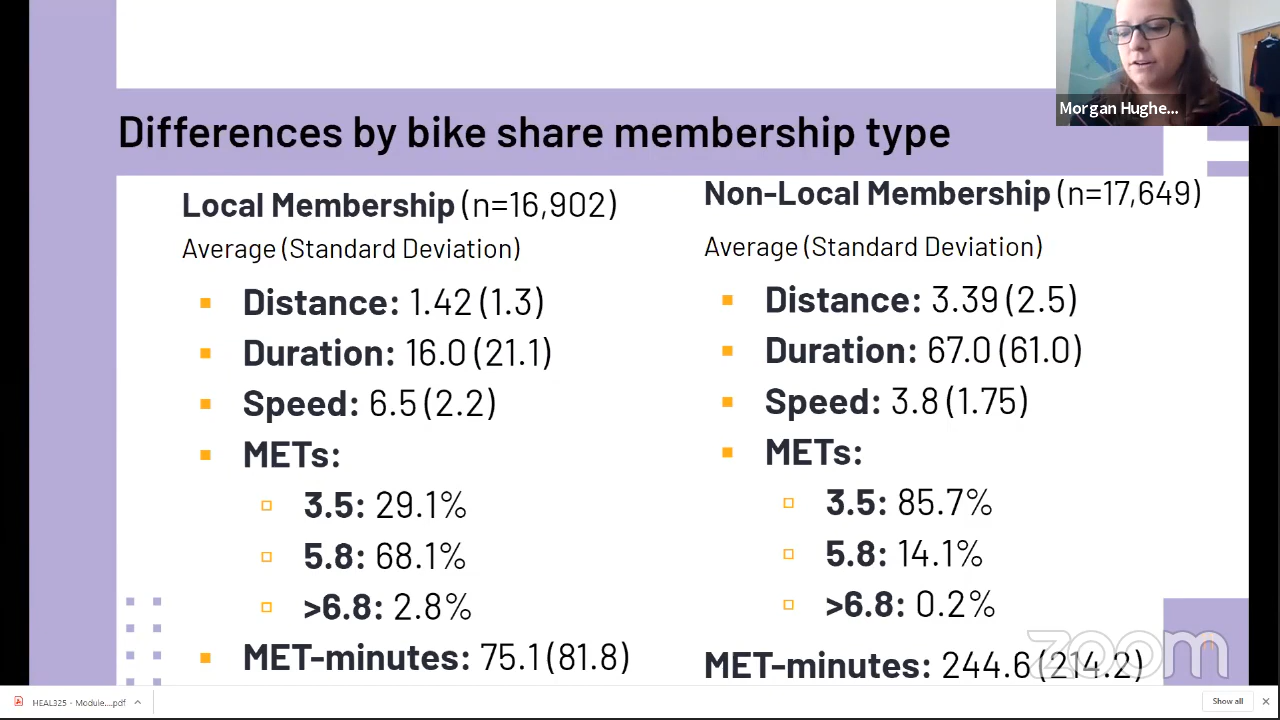 Morgan Hughe...
Differences by bike share membership type
Local Membership (n=16,902)
Average (Standard Deviation)
Distance: 1.42 (1.3)
Duration: 16.0 (21.1)
Speed: 6.5 (2.2)
METs:
3.5: 29.1%
5.8: 68.1%
>6.8: 2.8%
MET-minutes: 75.1 (81.8)
Non-Local Membership (n=17,649)
Average (Standard Deviation)
Distance: 3.39 (2.5)
Duration: 67.0 (61.0)
Speed: 3.8 (1.75)
METs:
3.5: 85.7%
5.8: 14.1%
>6.8: 0.2%
MET-minutes: 244.6 (214.2)
zoom
HEAL325 - Module....pdf
Show all